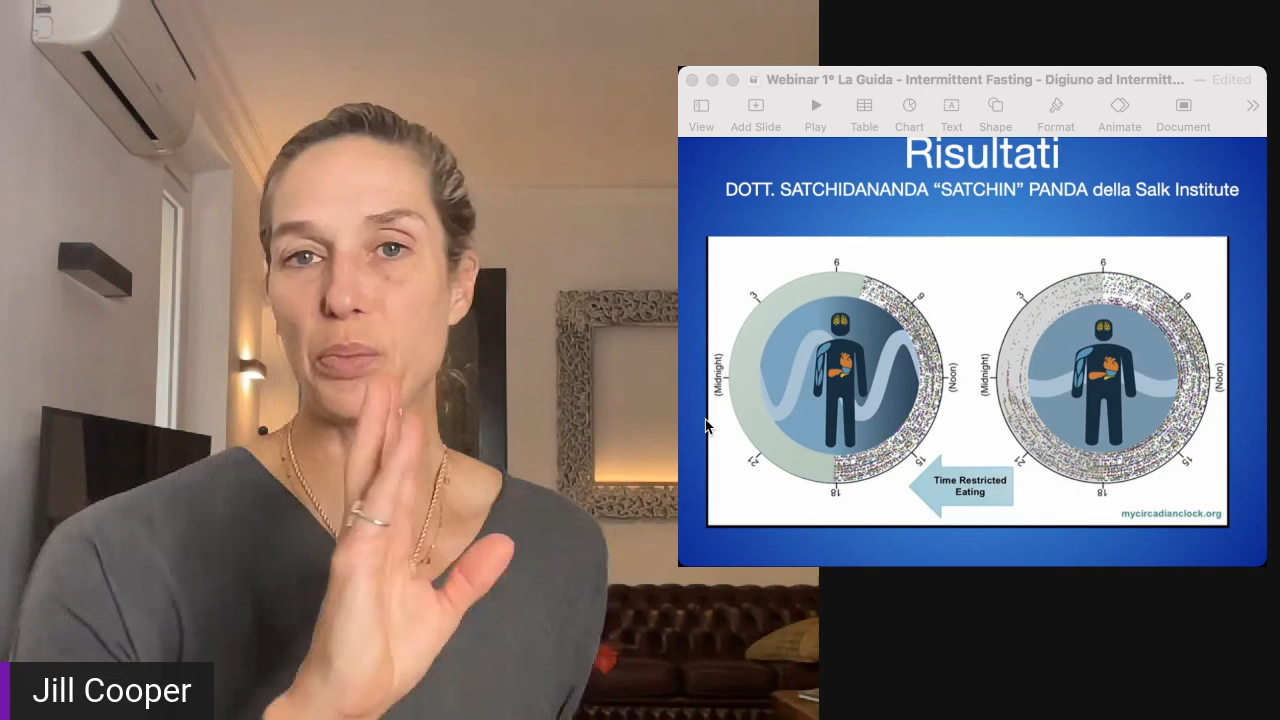 Webinar 1º La Guida - Intermittent Fasting - Digiuno ad Intermitt... — Edited
View Add Slide Play Table Chart Text Shape Format Animate Document
Risultati
DOTT. SATCHIDANANDA “SATCHIN” PANDA della Salk Institute
6
3
9
(Midnight)
(Noon)
21
15
18
6
3
9
(Midnight)
(Noon)
21
15
18
Time Restricted
Eating
mycircadianclock.org
Jill Cooper